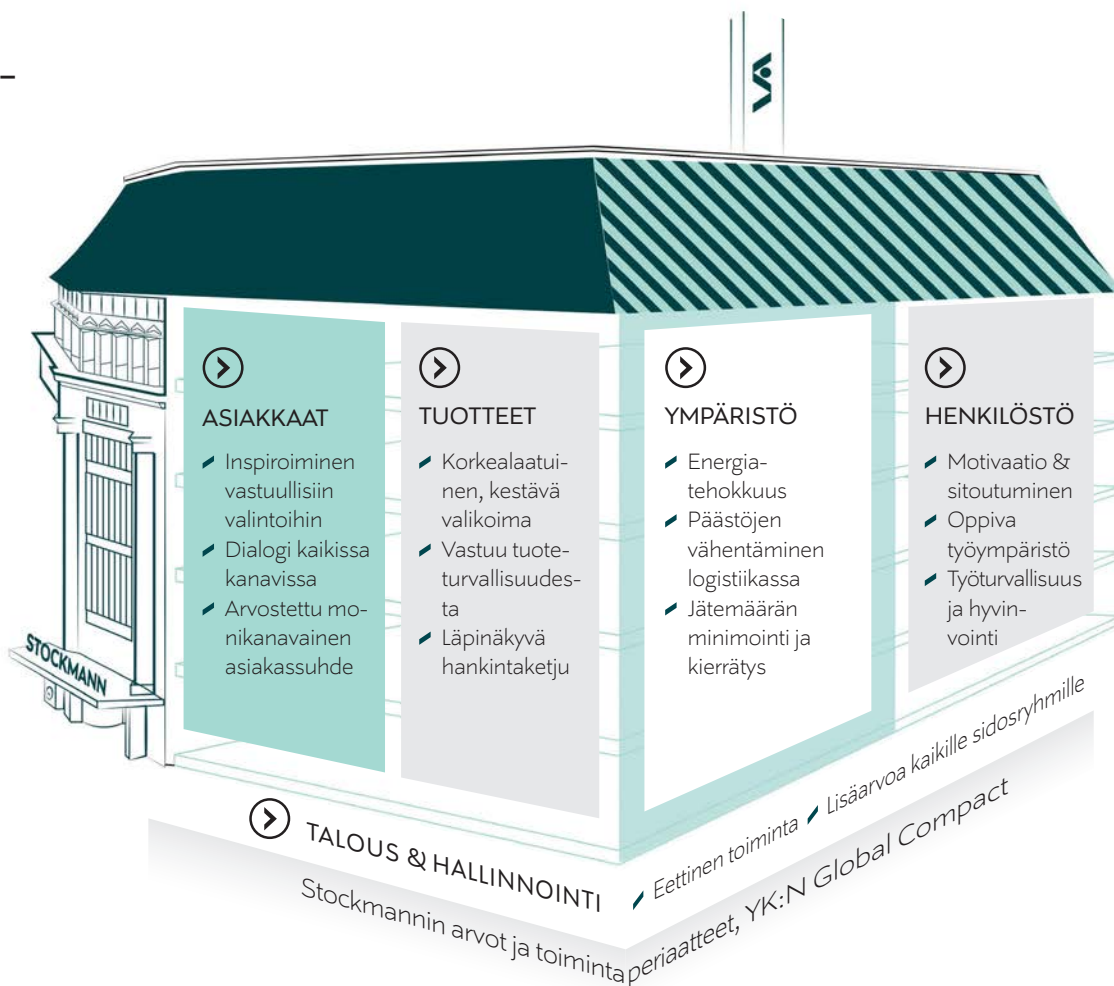 STOCKMANN
ASIAKKAAT
Inspiroiminen
vastuullisiin
valintoihin
Dialogi kaikissa
kanavissa
Arvostettu mo-
nikanavainen
asiakassuhde
TUOTTEET
Korkealaatui-
nen, kestävä
valikoima
Vastuu tuote-
turvallisuudes-
ta
Läpinäkyvä
hankintaketju
YMPÄRISTÖ
Energia-
tehokkuus
Päästöjen
vähentäminen
logistiikassa
Jätemäärän
minimointi ja
kierrätys
HENKILÖSTÖ
Motivaatio &
sitoutuminen
Oppiva
työympäristö
Työturvallisuus
ja hyvin-
vointi
TALOUS & HALLINNOINTI
Eettinen toiminta Lisäarvoa kaikille sidosryhmille
Stockmannin arvot ja toimintaperiaatteet, YK:N Global Compact